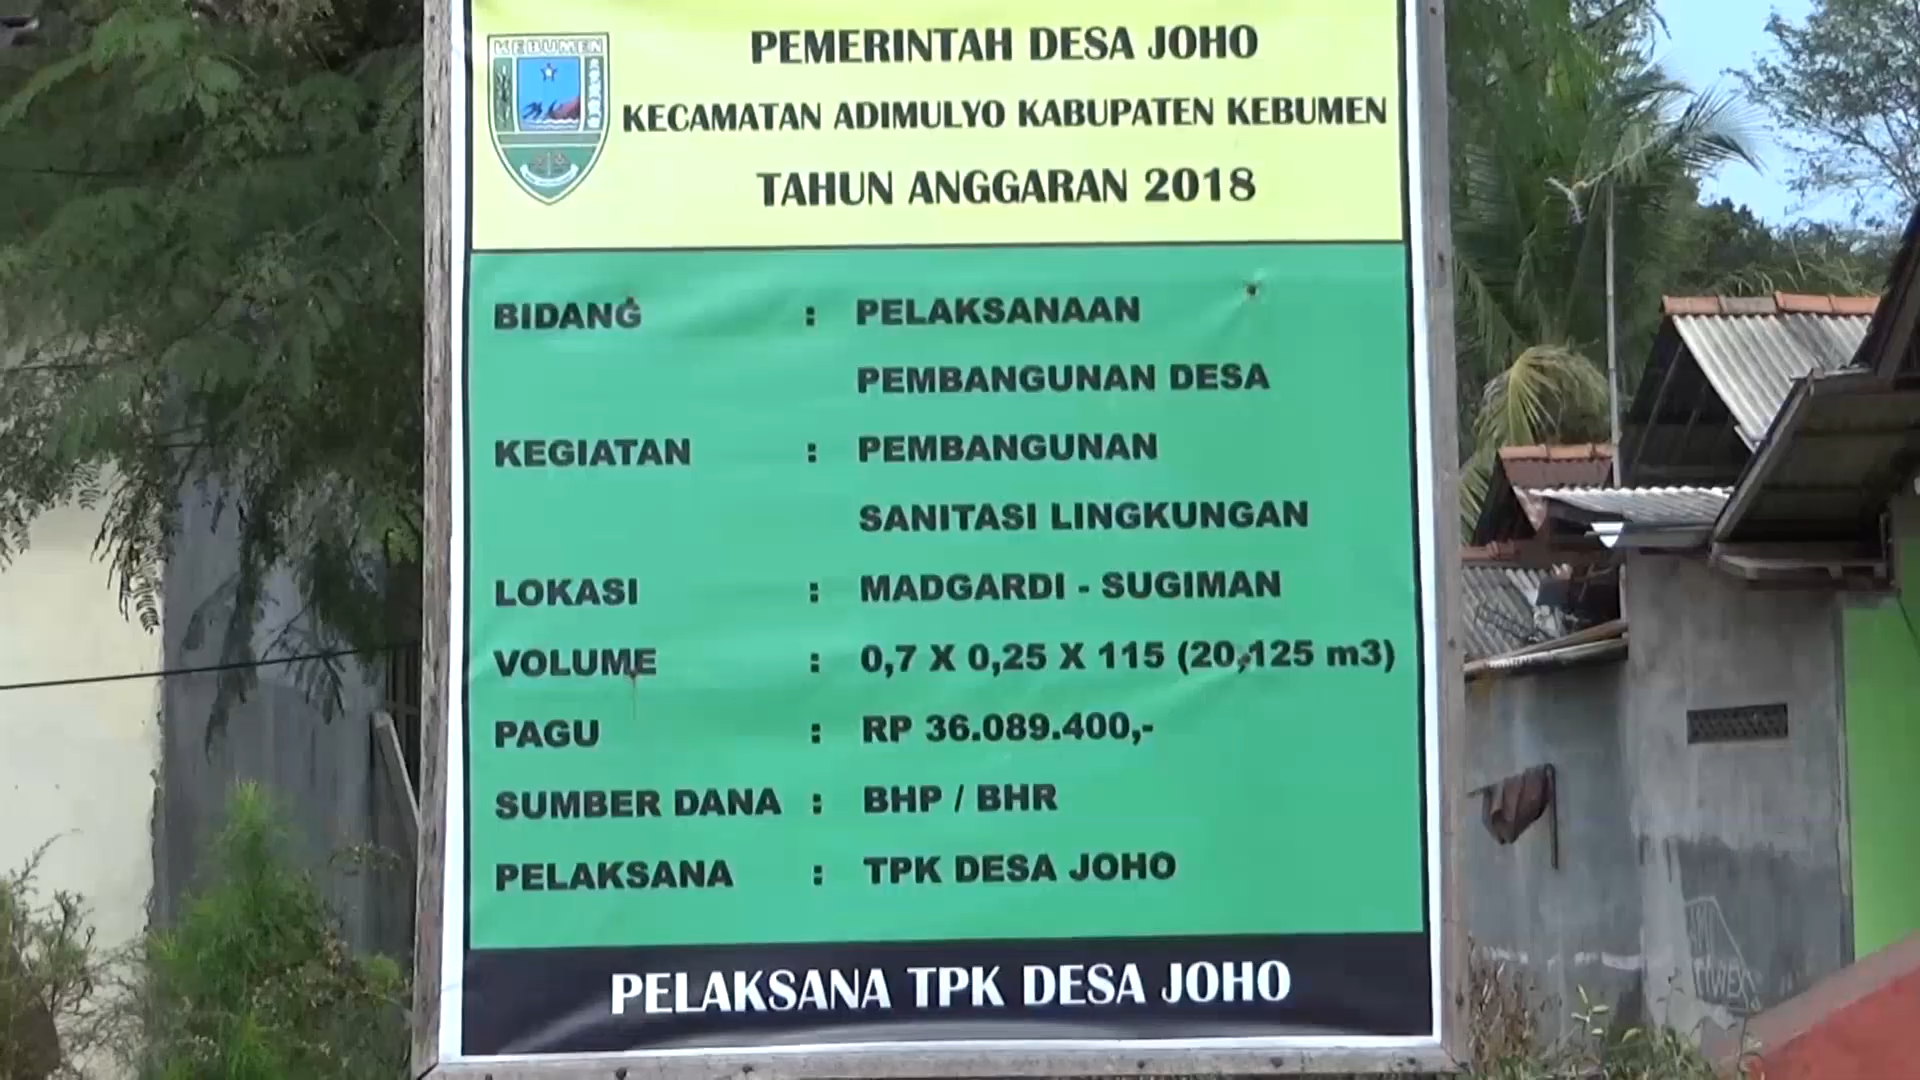 KEBUMEN
PEMERINTAH DESA JOHO
KECAMATAN ADIMULYO KABUPATEN KEBUMEN
TAHUN ANGGARAN 2018
BIDANG : PELAKSANAAN
PEMBANGUNAN DESA
KEGIATAN : PEMBANGUNAN
SANITASI LINGKUNGAN
LOKASI : MADGARDI - SUGIMAN
VOLUME : 0,7 X 0,25 X 115 (20,125 m3)
PAGU : RP 36.089.400,-
SUMBER DANA : BHP / BHR
PELAKSANA : TPK DESA JOHO
PELAKSANA TPK DESA JOHO